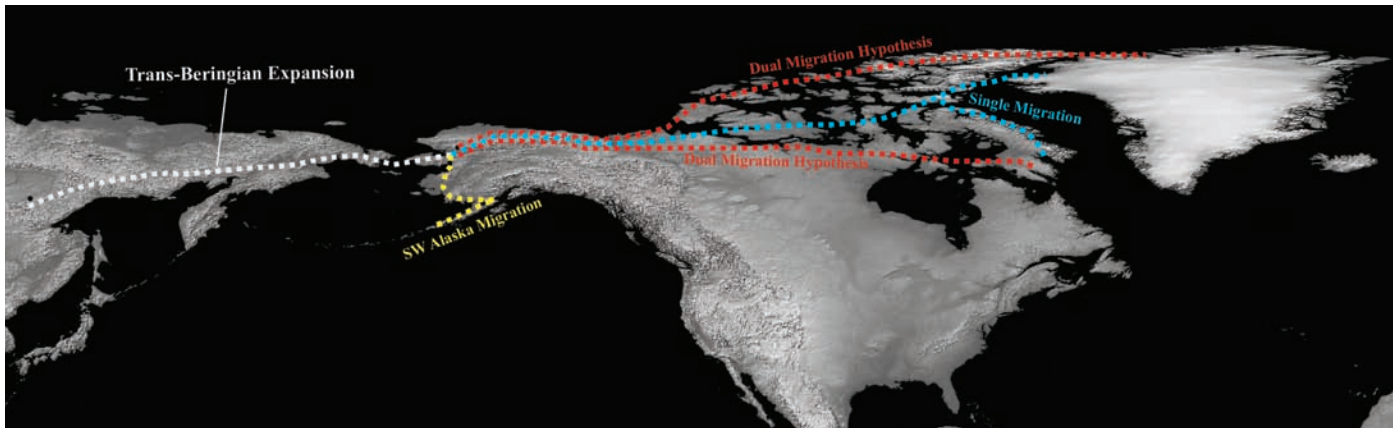 Dual Migration Hypothesis
Trans-Beringian Expansion
Single Migration
Dual Migration Hypothesis
SW Alaska Migration